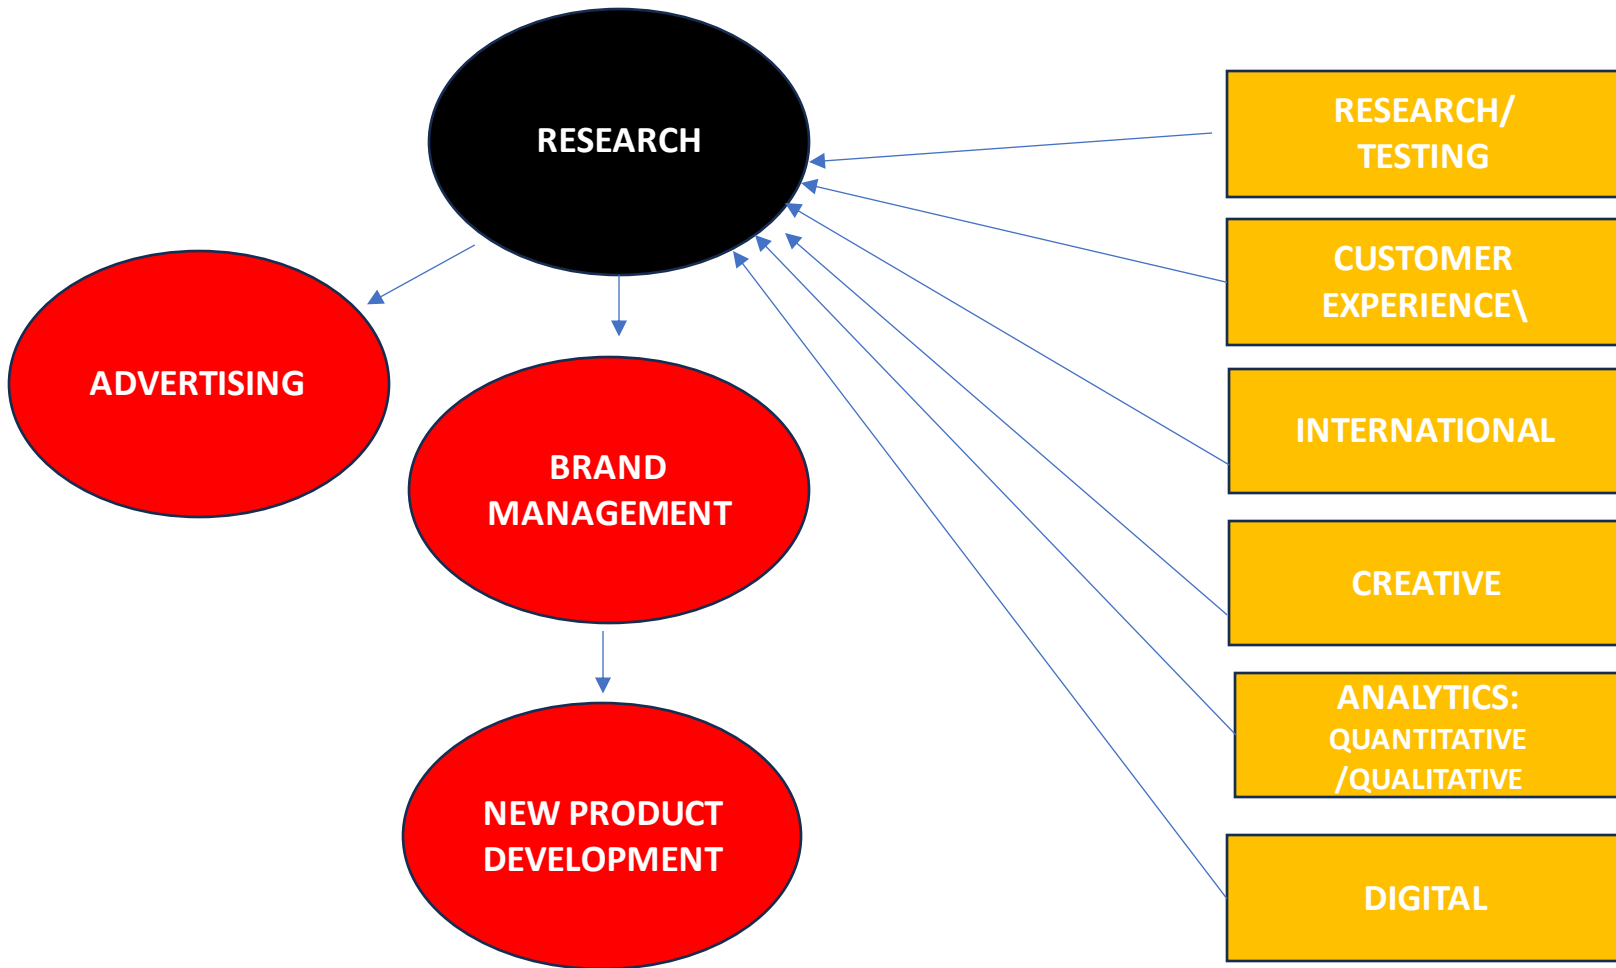 RESEARCH
ADVERTISING
BRAND
MANAGEMENT
NEW PRODUCT
DEVELOPMENT
RESEARCH/
TESTING
CUSTOMER
EXPERIENCE\
INTERNATIONAL
CREATIVE
ANALYTICS:
QUANTITATIVE
/QUALITATIVE
DIGITAL